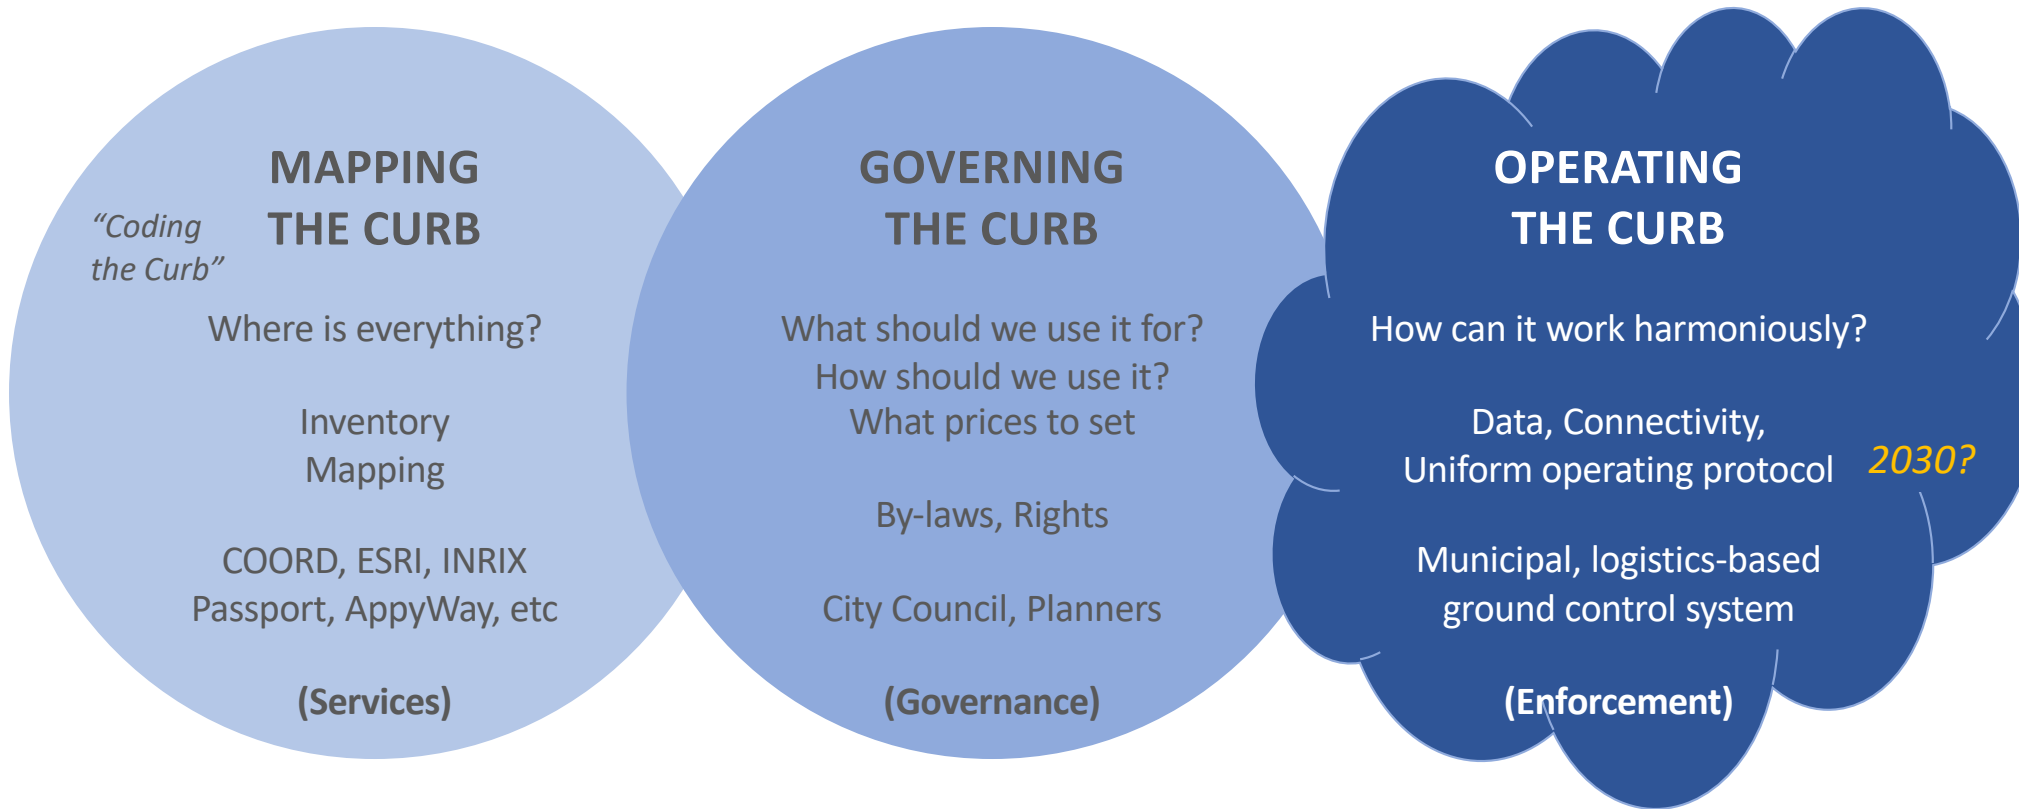 MAPPING
THE CURB
“Coding
the Curb”
Where is everything?
Inventory
Mapping
COORD, ESRI, INRIX
Passport, AppyWay, etc
(Services)
GOVERNING
THE CURB
What should we use it for?
How should we use it?
What prices to set
By-laws, Rights
City Council, Planners
(Governance)
OPERATING
THE CURB
How can it work harmoniously?
Data, Connectivity,
Uniform operating protocol
2030?
Municipal, logistics-based
ground control system
(Enforcement)